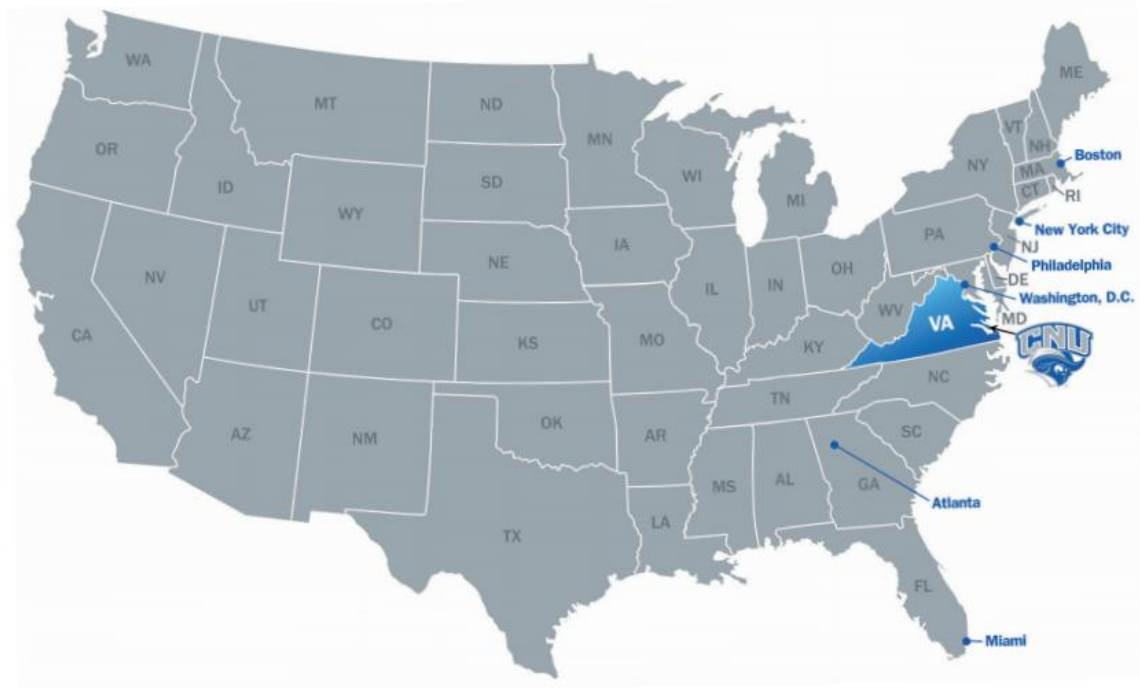 WA
MT
ND
MN
ME
OR
ID
SD
WI
MI
NY
VT
NH
MA
Boston
CT
RI
WY
IA
NE
PA
New York City
NJ
Philadelphia
NV
UT
CO
IL
IN
OH
DE
Washington, D.C.
WV
VA
MD
CNU
CA
KS
MO
KY
AZ
NM
OK
AR
TN
NC
SC
MS
AL
GA
Atlanta
TX
LA
FL
Miami